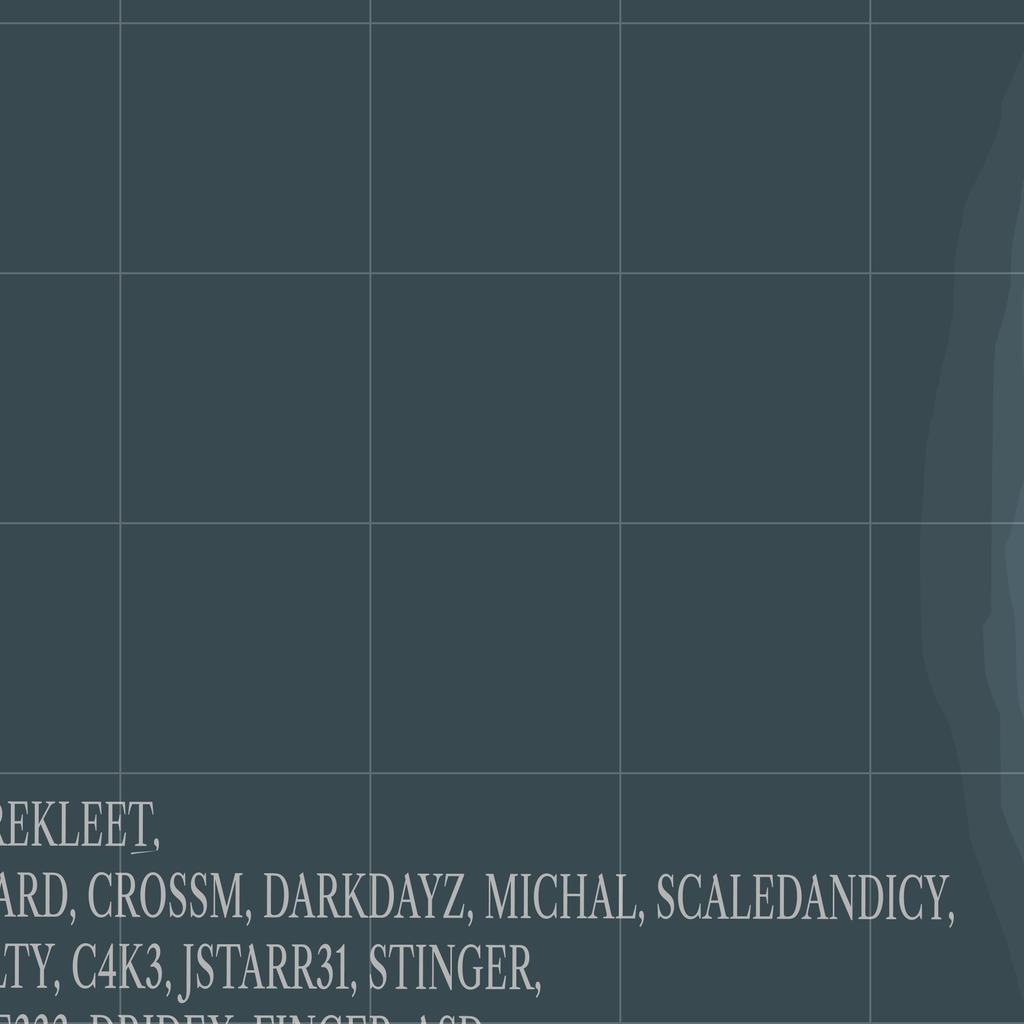 REKLEET,
ARD, CROSSM, DARKDAYZ, MICHAL, SCALEDANDICY,
LTY, C4K3, JSTARR31, STINGER,